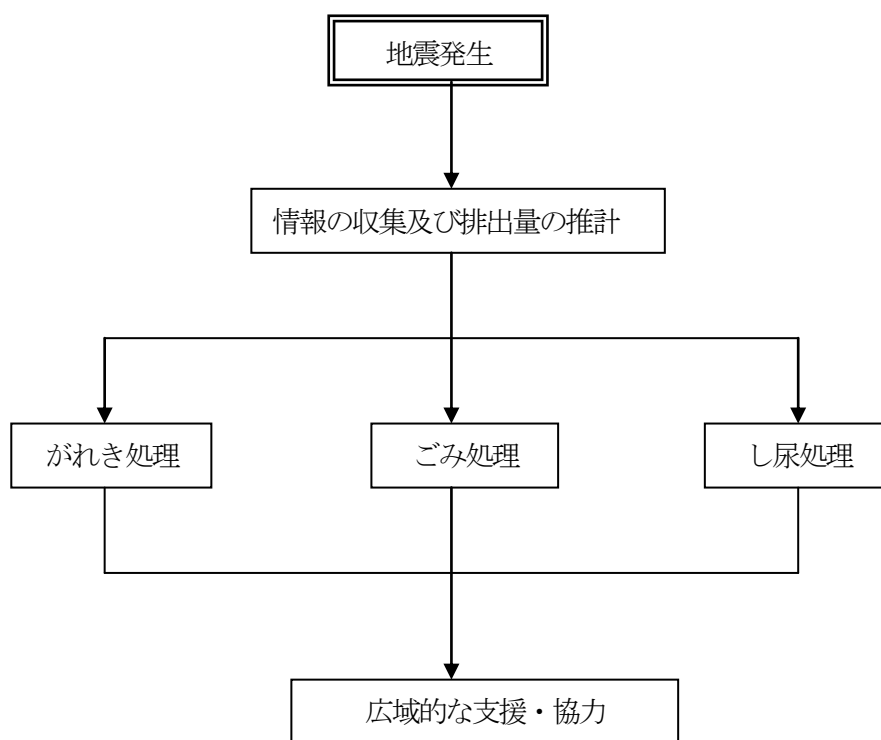 地震発生
情報の収集及び排出量の推計
がれき処理
ごみ処理
し尿処理
広域的な支援・協力